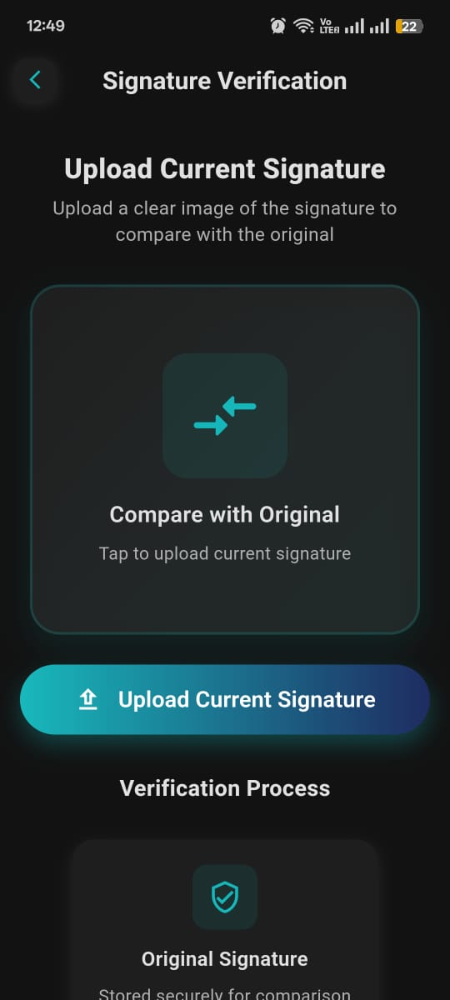 12:49
Vo
LTE2
22
Signature Verification
Upload Current Signature
Upload a clear image of the signature to
compare with the original
Compare with Original
Tap to upload current signature
Upload Current Signature
Verification Process
Original Signature
Stored securely for comparison